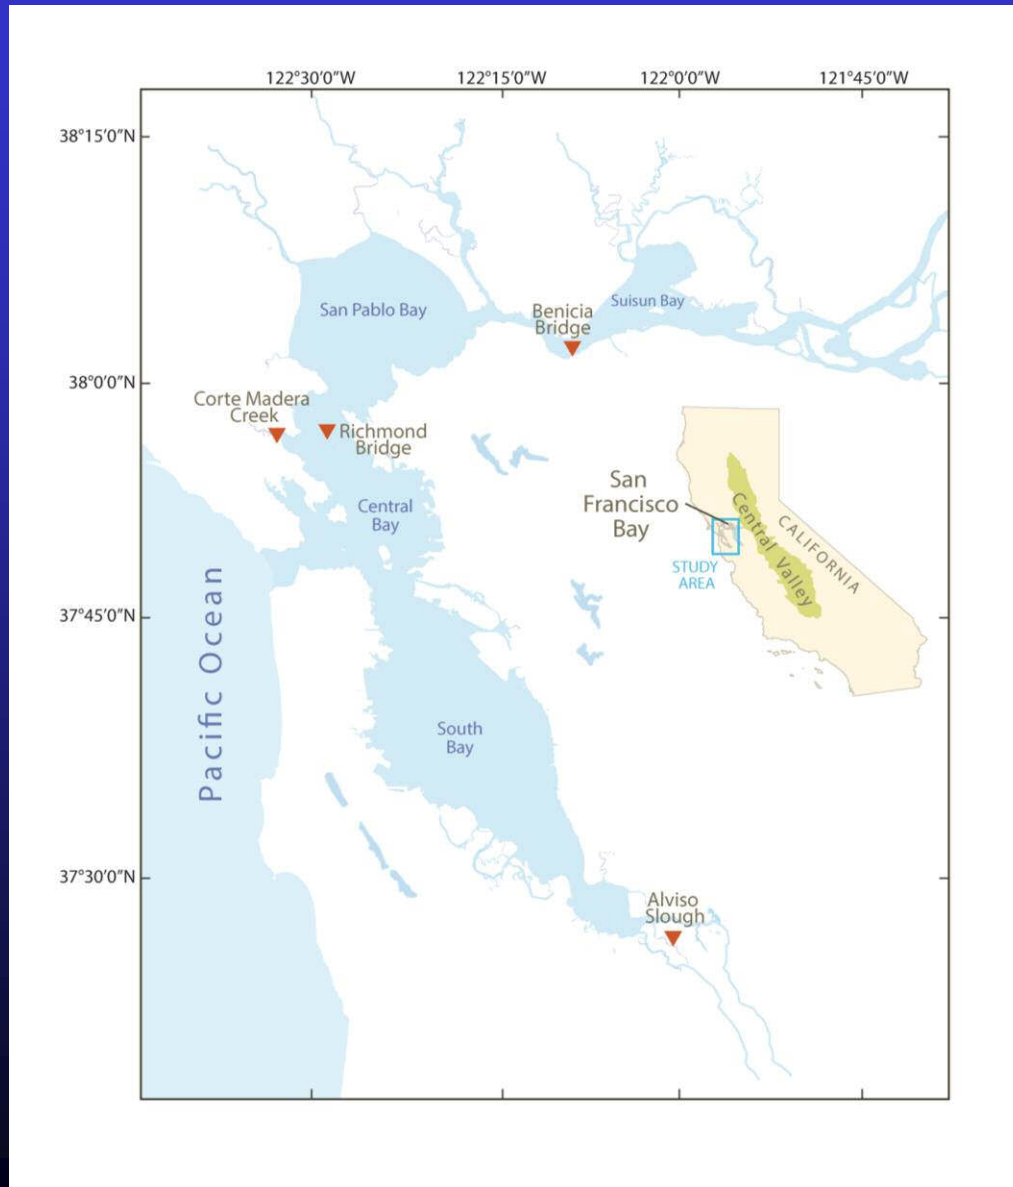 122°30'0"W
122°15'0"W
122°0'0"W
121°45'0"W
38°15'0"N
San Pablo Bay
Suisun Bay
Benicia
Bridge
38°0'0"N
Corte Madera
Creek
Richmond
Bridge
Central
Bay
San
Francisco
Bay
STUDY
AREA
Central Valley
CALIFORNIA
37°45'0"N
Pacific Ocean
South
Bay
37°30'0"N
Alviso
Slough